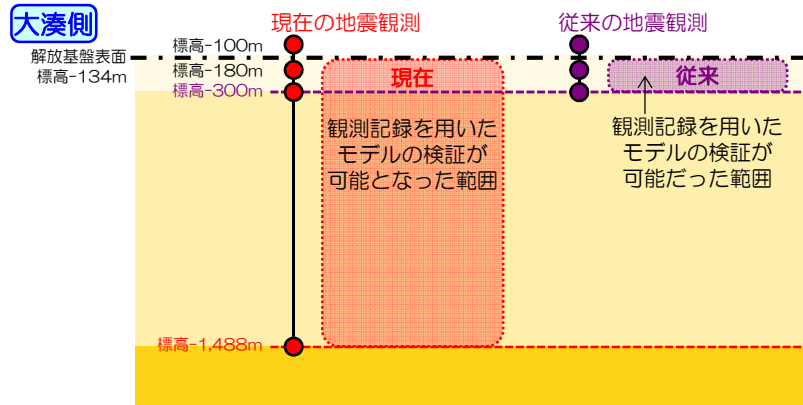 大湊側
現在の地震観測
従来の地震観測
解放基盤表面
標高-134m
標高-100m
標高-180m
標高-300m
現在
従来
観測記録を用いた
モデルの検証が
可能となった範囲
観測記録を用いた
モデルの検証が
可能だった範囲
標高-1,488m